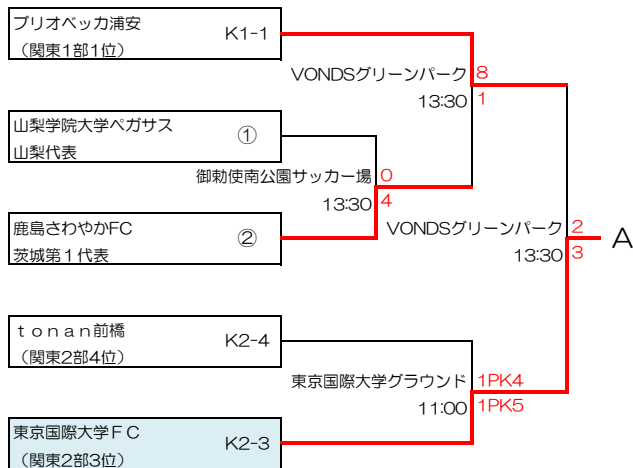 ブリオベッカ浦安
（関東1部1位）
K1-1
VONDSグリーンパーク
8
13:30
1
山梨学院大学ペガサス
山梨代表
①
御勅使南公園サッカー場
0
13:30
4
鹿島さわやかFC
茨城第１代表
②
VONDSグリーンパーク
2
13:30
3
A
ｔｏｎａｎ前橋
（関東2部4位）
K2-4
東京国際大学グラウンド
1PK4
11:00
1PK5
東京国際大学ＦＣ
（関東2部3位）
K2-3